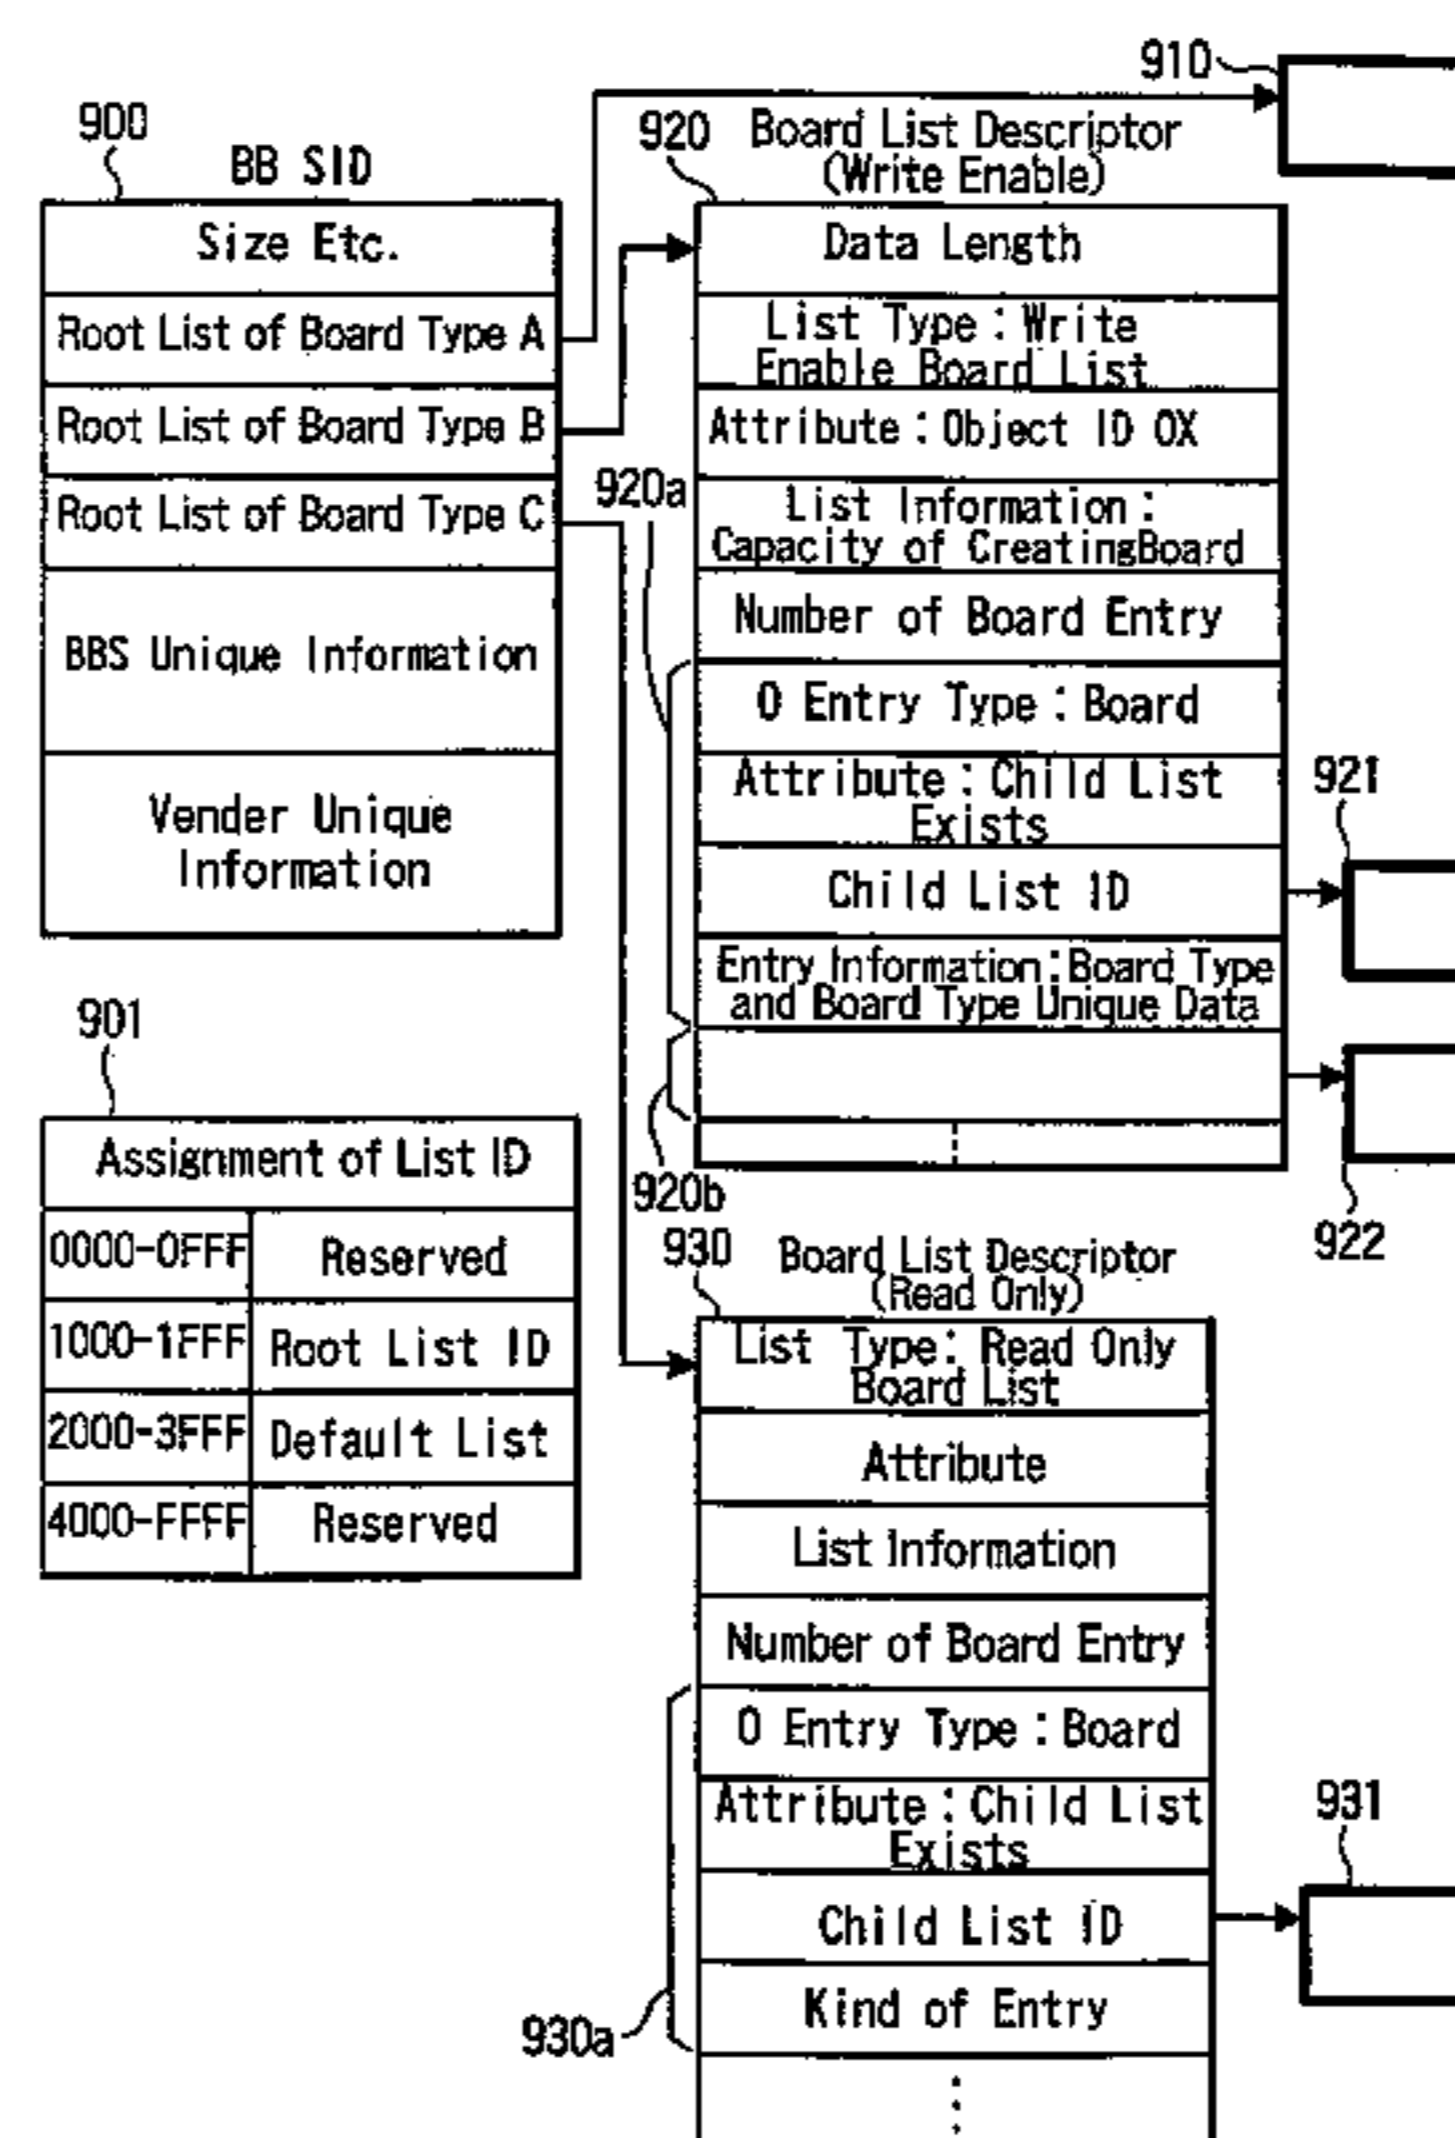 910
900
BB SID
Size Etc.
Root List of Board Type A
Root List of Board Type B
Root List of Board Type C
BBS Unique Information
Vender Unique
Information
901
Assignment of List ID
0000-0FFF Reserved
1000-1FFF Root List ID
2000-3FFF Default List
4000-FFFF Reserved
920 Board List Descriptor
(Write Enable)
Data Length
List Type : Write
Enable Board List
Attribute : Object ID OX
920a
List Information :
Capacity of CreatingBoard
Number of Board Entry
0 Entry Type : Board
Attribute : Child List
Exists
921
Child List ID
Entry Information : Board Type
and Board Type Unique Data
920b
922
930 Board List Descriptor
(Read Only)
List Type : Read Only
Board List
Attribute
List Information
Number of Board Entry
0 Entry Type : Board
Attribute : Child List
Exists
931
Child List ID
Kind of Entry
930a